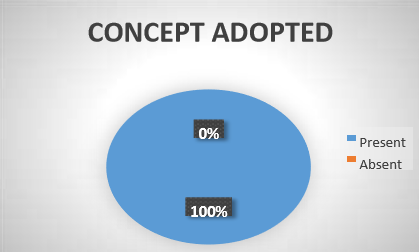 CONCEPT ADOPTED
0%
Present
Absent
100%